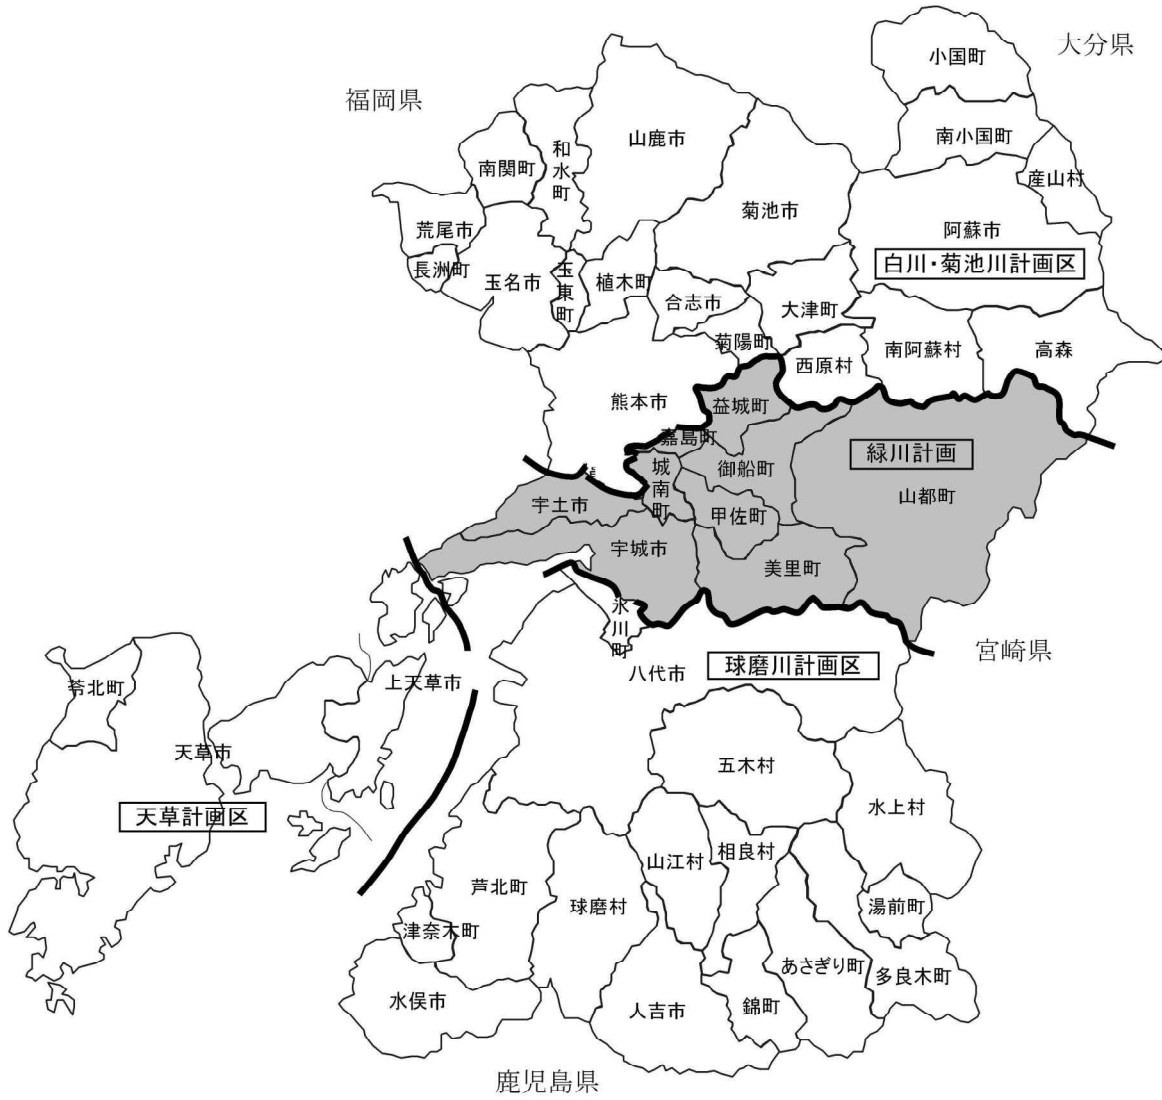 小国町
大分県
福岡県
南小国町
山鹿市
和水町
南関町
産山村
菊池市
荒尾市
阿蘇市
白川・菊池川計画区
長洲町
玉名市
玉東町
植木町
合志市
大津町
菊陽町
南阿蘇村
高森
西原村
熊本市
益城町
嘉島町
緑川計画
城南町
御船町
山都町
宇土市
甲佐町
宇城市
美里町
氷川町
宮崎県
球磨川計画区
八代市
苓北町
上天草市
天草市
五木村
天草計画区
水上村
山江村
相良村
芦北町
球磨村
湯前町
津奈木町
あさぎり町
多良木町
水俣市
人吉市
錦町
鹿児島県